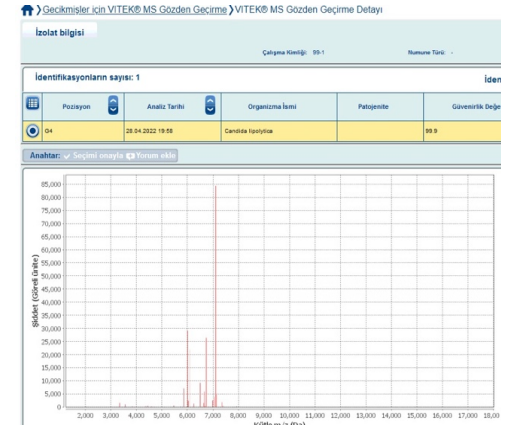 Gecikmişler için VITEK® MS Gözden Geçirme ❯ VITEK® MS Gözden Geçirme Detayı
İzolat bilgisi
Çalışma Kimliği: 99-1 Numune Türü: -
İdentifikasyonların sayısı: 1 İden
Pozisyon Analiz Tarihi Organizma İsmi Patojenite Güvenirlik Değe
G4 28.04.2022 19:58 Candida lipolytica 99.9
Anahtar: Seçimi onayla Yorum ekle
Şiddet (Göreli ünite)
85,000
80,000
75,000
70,000
65,000
60,000
55,000
50,000
45,000
40,000
35,000
30,000
25,000
20,000
15,000
10,000
5,000
0
2,000 3,000 4,000 5,000 6,000 7,000 8,000 9,000 10,000 11,000 12,000 13,000 14,000 15,000 16,000 17,000 18,00
Kütle m/z (Da)